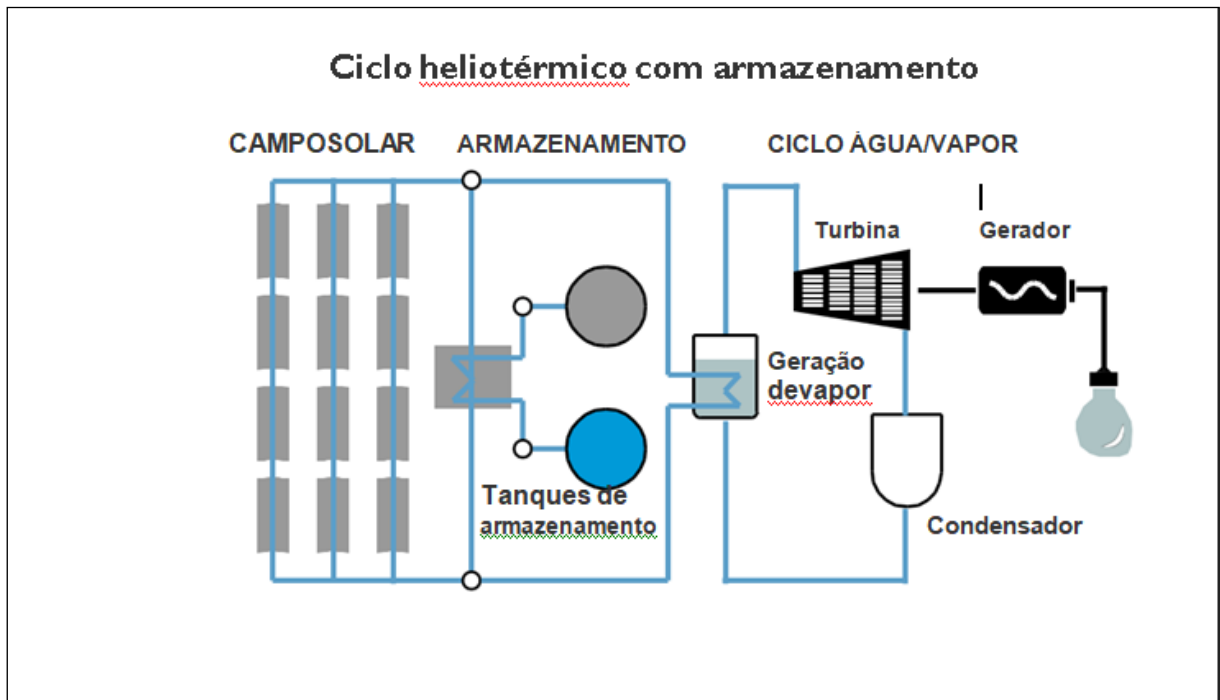 Ciclo heliotérmico com armazenamento
CAMPOSOLAR
ARMAZENAMENTO
CICLO ÁGUA/VAPOR
Turbina
Gerador
Geração
devapor
Tanques de
armazenamento
Condensador